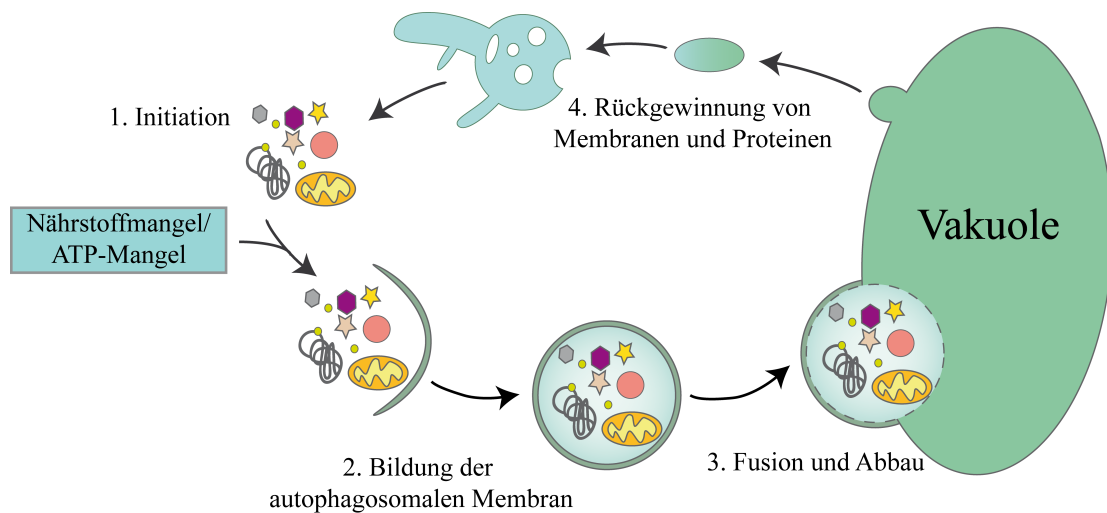 1. Initiation
Nährstoffmangel/
ATP-Mangel
2. Bildung der
autophagosomalen Membran
3. Fusion und Abbau
4. Rückgewinnung von
Membranen und Proteinen
Vakuole